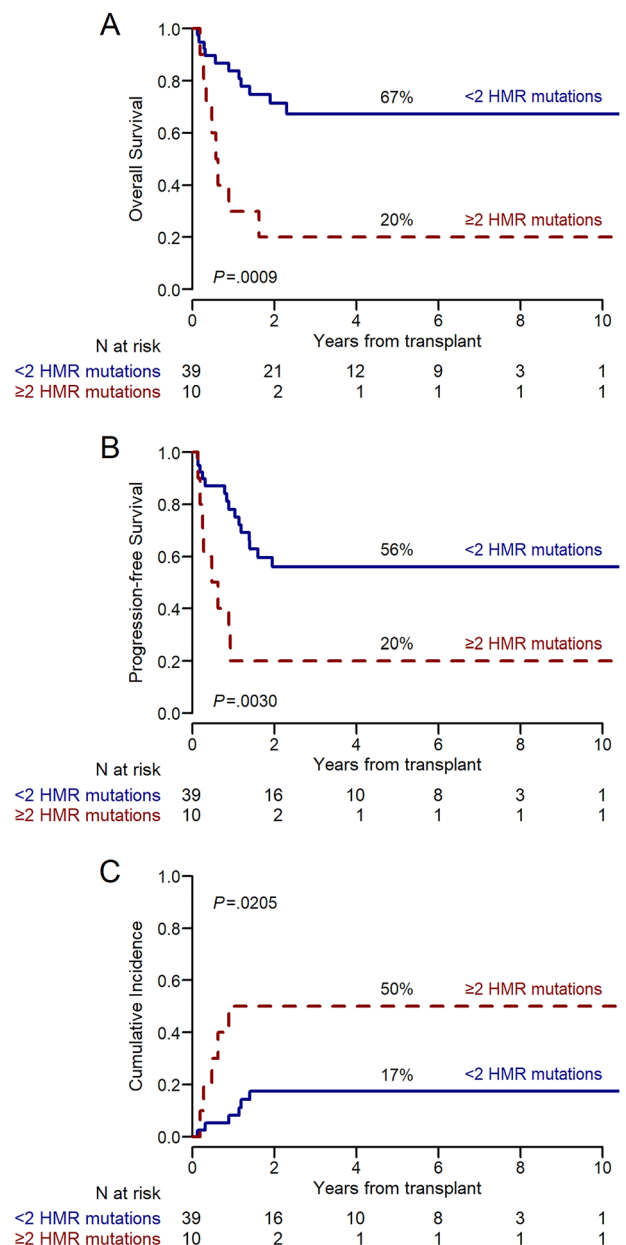 A
Overall Survival
1.0
0.8
0.6
0.4
0.2
0.0
67%
<2 HMR mutations
20%
≥2 HMR mutations
P=.0009
0 2 4 6 8 10
Years from transplant
N at risk
<2 HMR mutations 39 21 12 9 3 1
≥2 HMR mutations 10 2 1 1 1 1
B
Progression-free Survival
1.0
0.8
0.6
0.4
0.2
0.0
56%
<2 HMR mutations
20%
≥2 HMR mutations
P=.0030
0 2 4 6 8 10
Years from transplant
N at risk
<2 HMR mutations 39 16 10 8 3 1
≥2 HMR mutations 10 2 1 1 1 1
C
Cumulative Incidence
1.0
0.8
0.6
0.4
0.2
0.0
P=.0205
50%
≥2 HMR mutations
17%
<2 HMR mutations
0 2 4 6 8 10
Years from transplant
N at risk
<2 HMR mutations 39 16 10 8 3 1
≥2 HMR mutations 10 2 1 1 1 1